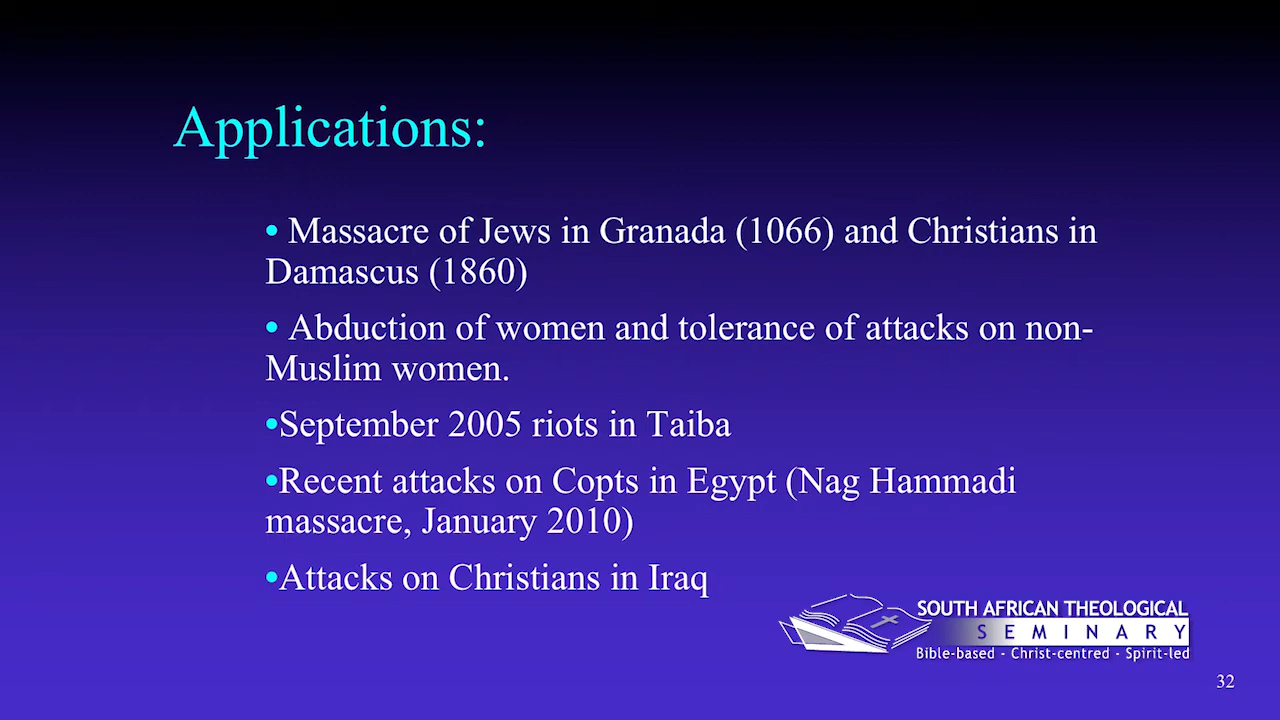 Applications:
• Massacre of Jews in Granada (1066) and Christians in
Damascus (1860)
• Abduction of women and tolerance of attacks on non-
Muslim women.
•September 2005 riots in Taiba
•Recent attacks on Copts in Egypt (Nag Hammadi
massacre, January 2010)
•Attacks on Christians in Iraq
SOUTH AFRICAN THEOLOGICAL
SEMINARY
Bible-based - Christ-centred - Spirit-led
32